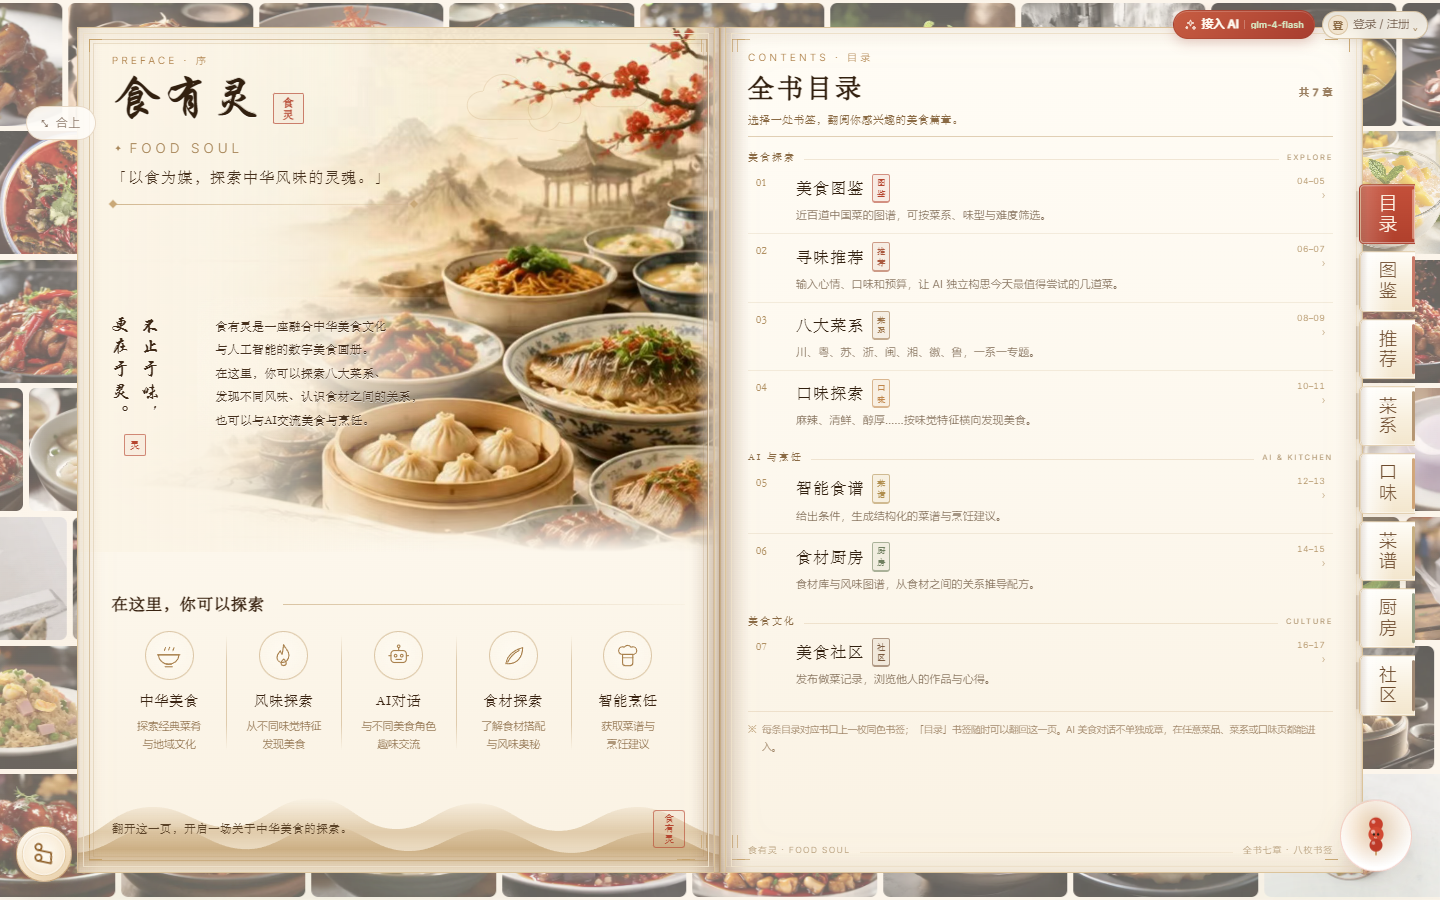 接入 AI glm-4-flash
登 登录 / 注册
合上
PREFACE · 序
食有灵
食灵
FOOD SOUL
「以食为媒，探索中华风味的灵魂。」
不止于味，
更在于灵。
灵
食有灵是一座融合中华美食文化
与人工智能的数字美食画册。
在这里，你可以探索八大菜系、
发现不同风味、认识食材之间的关系，
也可以与AI交流美食与烹饪。
在这里，你可以探索
中华美食
探索经典菜肴
与地域文化
风味探索
从不同味觉特征
发现美食
AI对话
与不同美食角色
趣味交流
食材探索
了解食材搭配
与风味奥秘
智能烹饪
获取菜谱与
烹饪建议
翻开这一页，开启一场关于中华美食的探索。
食有灵
CONTENTS · 目录
全书目录
共 7 章
选择一处书签，翻阅你感兴趣的美食篇章。
美食探索 EXPLORE
01 美食图鉴 图鉴 04–05 ›
近百道中国菜的图谱，可按菜系、味型与难度筛选。
02 寻味推荐 推荐 06–07 ›
输入心情、口味和预算，让 AI 独立构思今天最值得尝试的几道菜。
03 八大菜系 菜系 08–09 ›
川、粤、苏、浙、闽、湘、徽、鲁，一系一专题。
04 口味探索 口味 10–11 ›
麻辣、清鲜、醇厚……按味觉特征横向发现美食。
AI 与烹饪 AI & KITCHEN
05 智能食谱 菜谱 12–13 ›
给出条件，生成结构化的菜谱与烹饪建议。
06 食材厨房 厨房 14–15 ›
食材库与风味图谱，从食材之间的关系推导配方。
美食文化 CULTURE
07 美食社区 社区 16–17 ›
发布做菜记录，浏览他人的作品与心得。
※ 每条目录对应书口上一枚同色书签；「目录」书签随时可以翻回这一页。AI 美食对话不单独成章，在任意菜品、菜系或口味页都能进
入。
食有灵 · FOOD SOUL
全书七章 · 八枚书签
目录
图鉴
推荐
菜系
口味
菜谱
厨房
社区